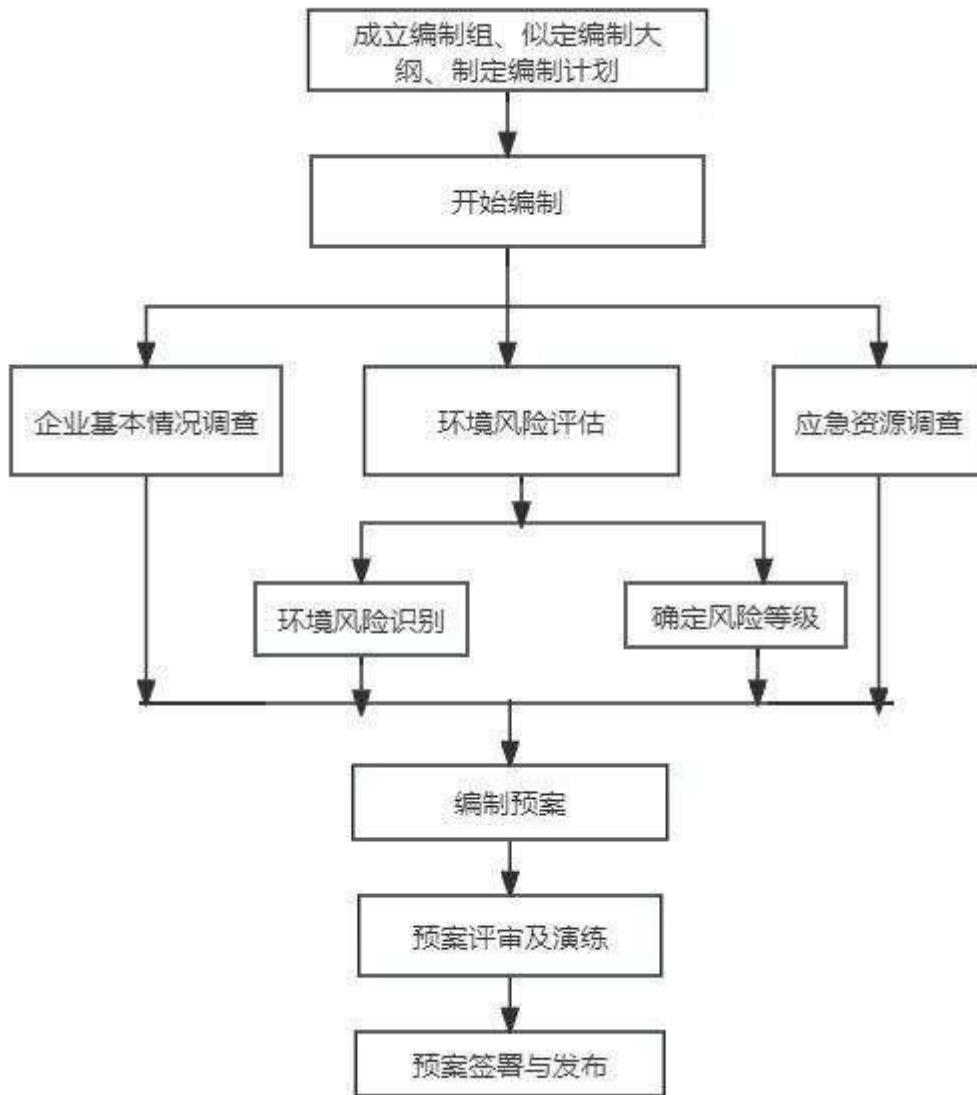 成立编制组、似定编制大
纲、制定编制计划
开始编制
企业基本情况调查
环境风险评估
应急资源调查
环境风险识别
确定风险等级
编制预案
预案评审及演练
预案签署与发布